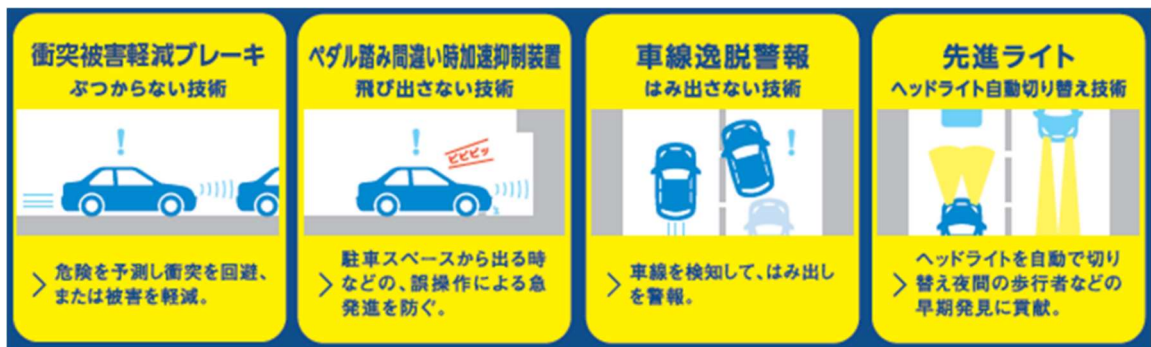 衝突被害軽減ブレーキ
ぶつからない技術
!
危険を予測し衝突を回避、
または被害を軽減。
ペダル踏み間違い時加速抑制装置
飛び出さない技術
!
ピピピッ
駐車スペースから出る時
などの、誤操作による急
発進を防ぐ。
車線逸脱警報
はみ出さない技術
!
車線を検知して、はみ出し
を警報。
先進ライト
ヘッドライト自動切り替え技術
ヘッドライトを自動で切り
替え夜間の歩行者などの
早期発見に貢献。